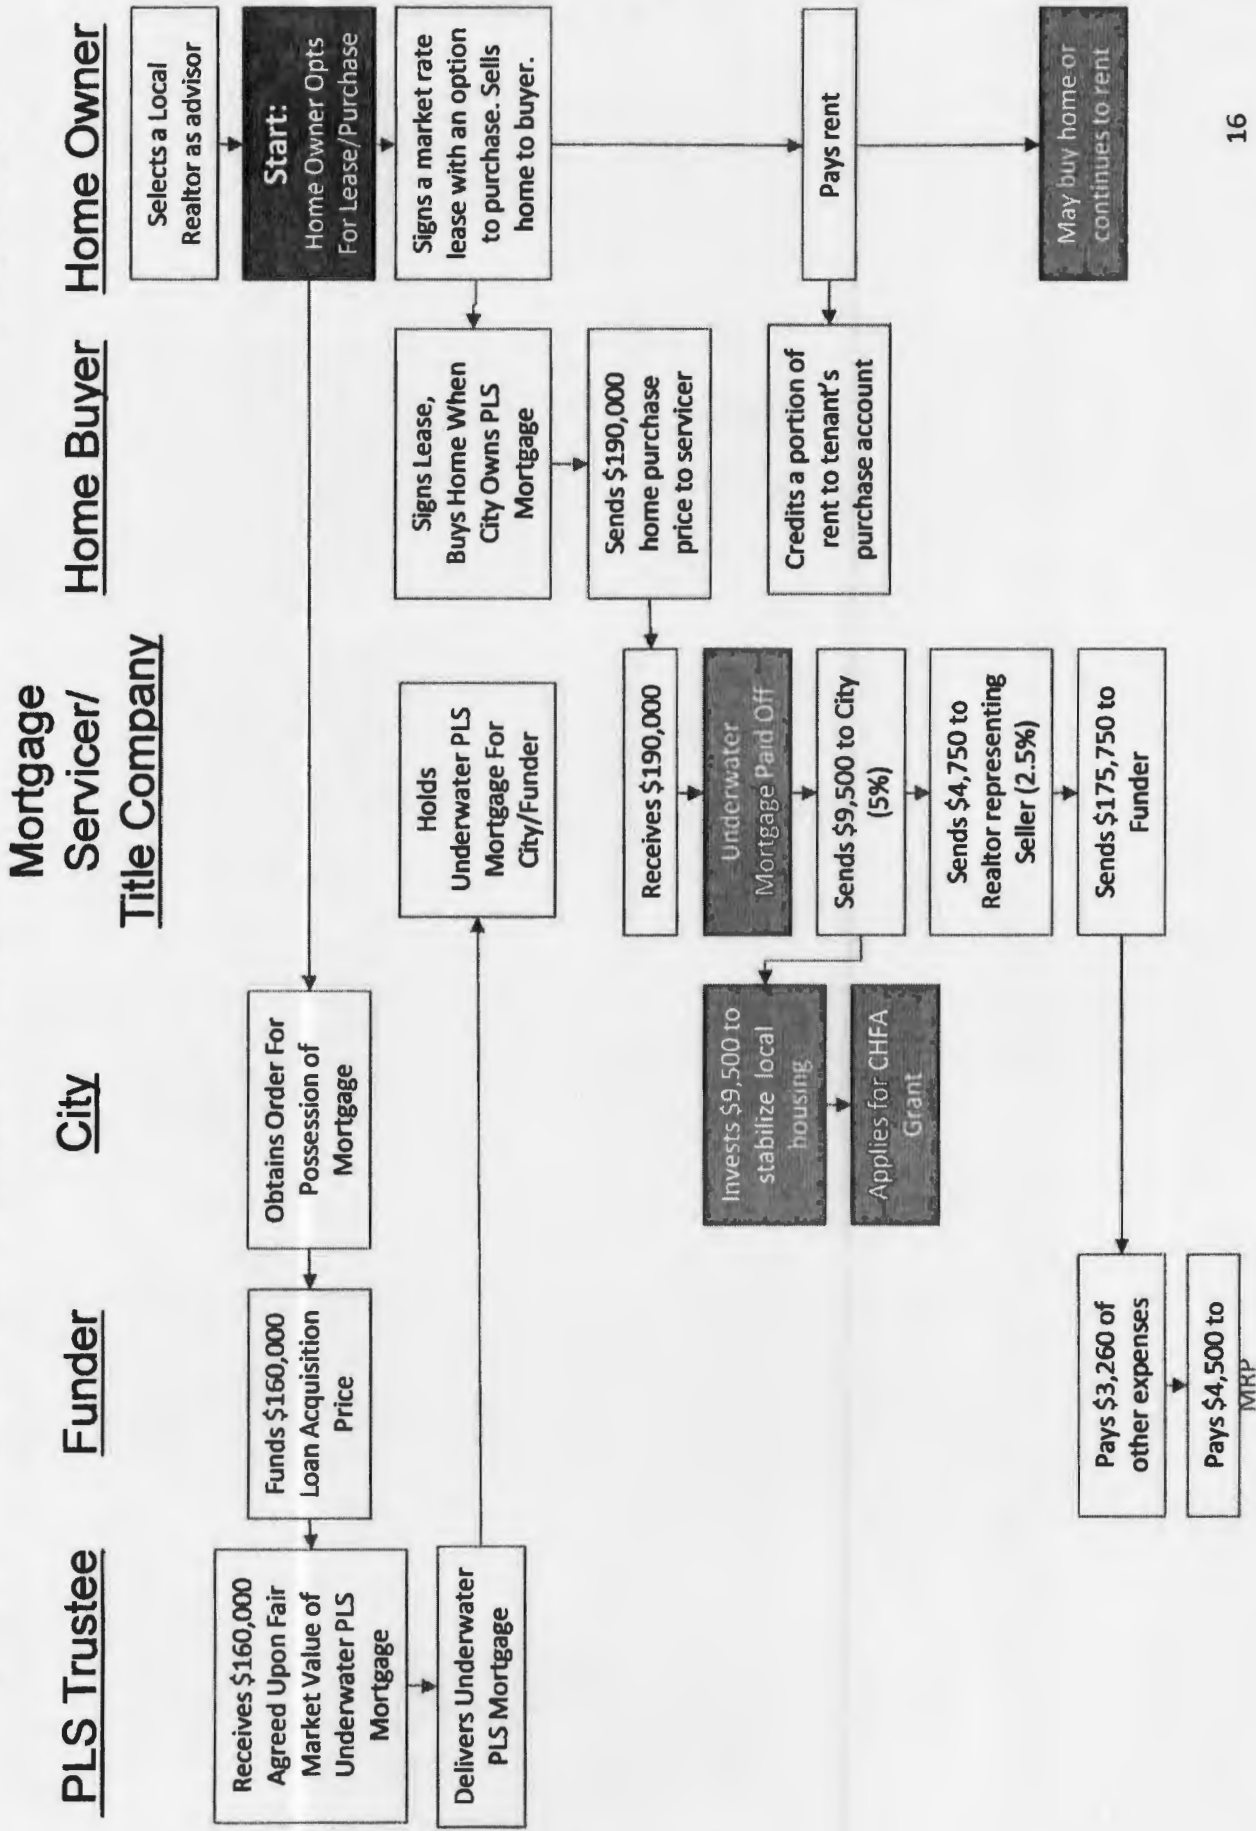 PLS Trustee
Funder
City
Mortgage
Servicer/
Title Company
Home Buyer
Home Owner
Selects a Local
Realtor as advisor
Start:
Home Owner Opts
For Lease/Purchase
Obtains Order For
Possession of
Mortgage
Funds $160,000
Loan Acquisition
Price
Receives $160,000
Agreed Upon Fair
Market Value of
Underwater PLS
Mortgage
Delivers Underwater
PLS Mortgage
Holds
Underwater PLS
Mortgage For
City/Funder
Signs a market rate
lease with an option
to purchase. Sells
home to buyer.
Signs Lease,
Buys Home When
City Owns PLS
Mortgage
Sends $190,000
home purchase
price to servicer
Receives $190,000
Underwater
Mortgage Paid Off
Sends $9,500 to City
(5%)
Invests $9,500 to
stabilize local
housing
Applies for CHFA
Grant
Sends $4,750 to
Realtor representing
Seller (2.5%)
Sends $175,750 to
Funder
Pays $3,260 of
other expenses
Pays $4,500 to
MRP
Pays rent
Credits a portion of
rent to tenant's
purchase account
May buy home or
continues to rent
16